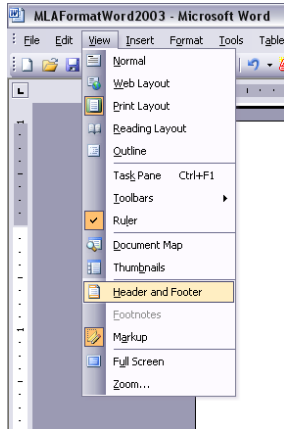 MLAFormatWord2003 - Microsoft Word
File Edit View Insert Format Tools Table
Normal
Web Layout
Print Layout
Reading Layout
Outline
Task Pane Ctrl+F1
Toolbars
Ruler
Document Map
Thumbnails
Header and Footer
Footnotes
Markup
Full Screen
Zoom...